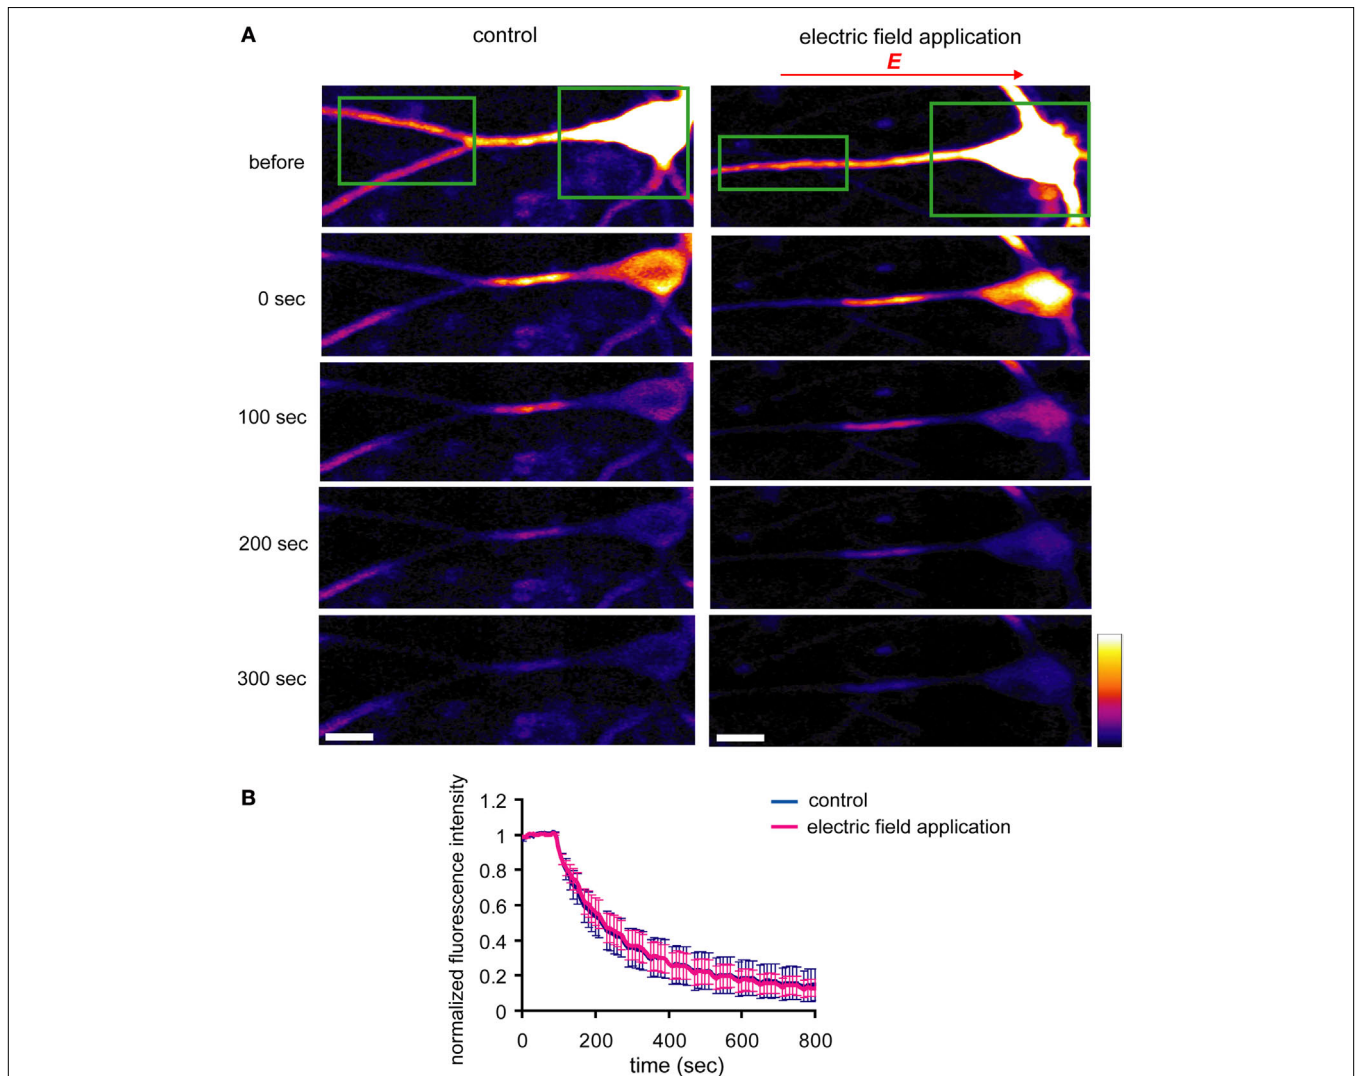 A
control
electric field application
E
before
0 sec
100 sec
200 sec
300 sec
B
normalized fluorescence intensity
1.2
1
0.8
0.6
0.4
0.2
0
0 200 400 600 800
time (sec)
control
electric field application